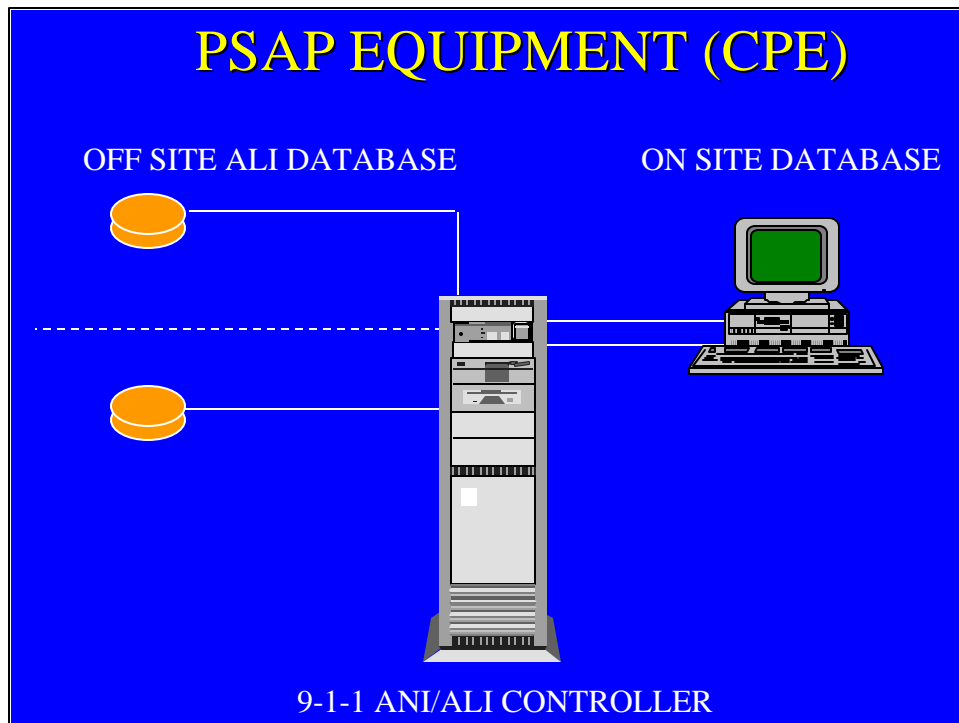 PSAP EQUIPMENT (CPE)
OFF SITE ALI DATABASE
ON SITE DATABASE
9-1-1 ANI/ALI CONTROLLER